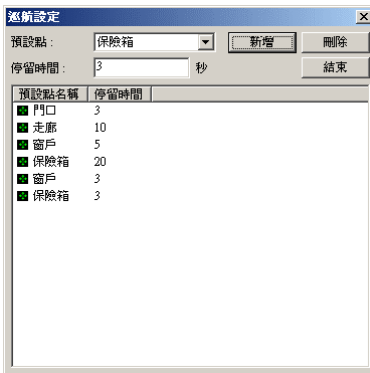 巡航設定
預設點： 保險箱 新增 刪除
停留時間： 3 秒 結束
預設點名稱 停留時間
門口 3
走廊 10
窗戶 5
保險箱 20
窗戶 3
保險箱 3